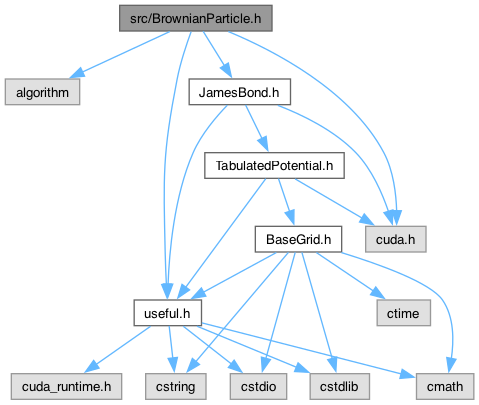 src/BrownianParticle.h
algorithm
JamesBond.h
TabulatedPotential.h
BaseGrid.h
cuda.h
useful.h
ctime
cuda_runtime.h
cstring
cstdio
cstdlib
cmath